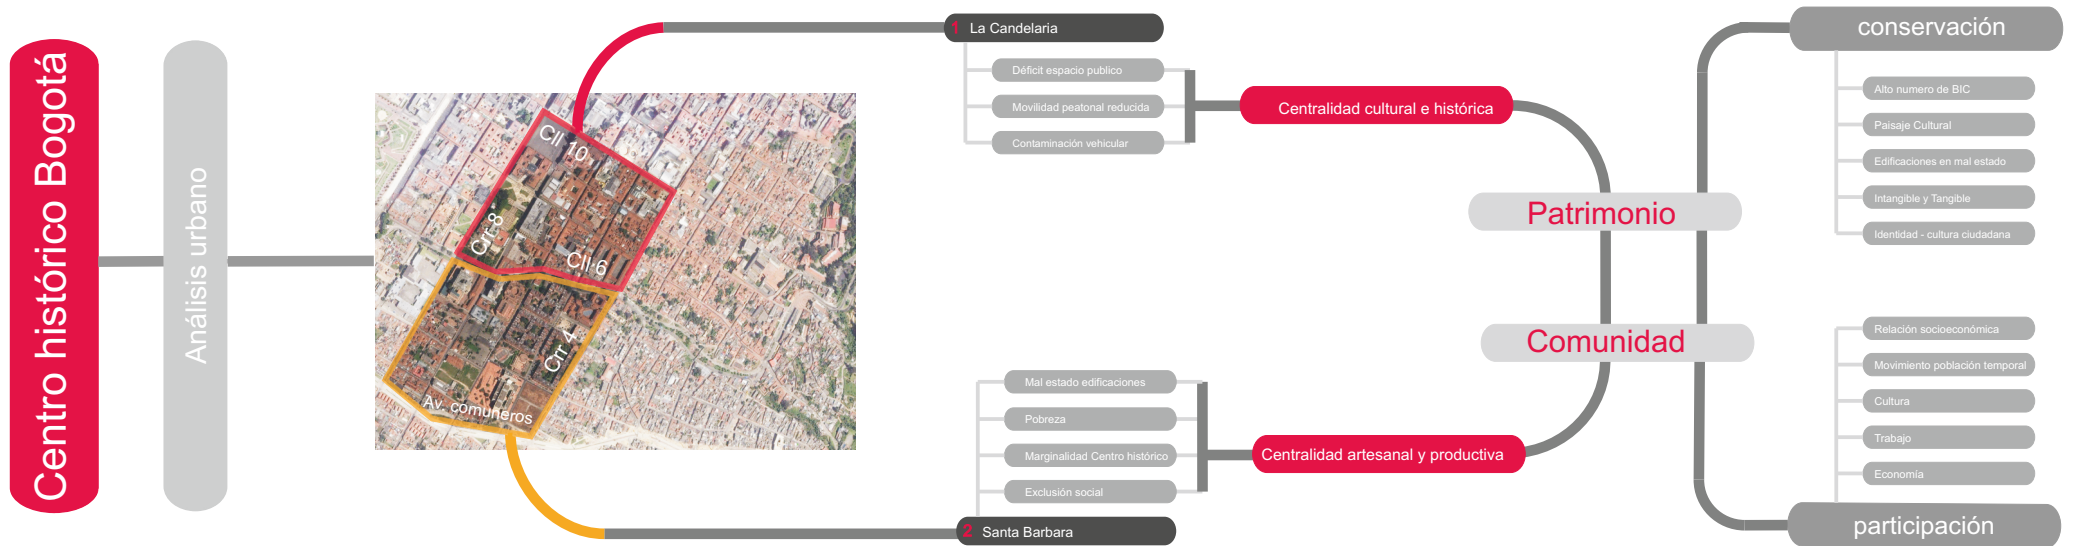 Centro histórico Bogotá
Análisis urbano
Cll 10
Crr 8
Cll 6
Crr 4
Av. comuneros
1 La Candelaria
Déficit espacio publico
Movilidad peatonal reducida
Contaminación vehicular
Centralidad cultural e histórica
Mal estado edificaciones
Pobreza
Marginalidad Centro histórico
Exclusión social
2 Santa Barbara
Centralidad artesanal y productiva
Patrimonio
Comunidad
conservación
Alto numero de BIC
Paisaje Cultural
Edificaciones en mal estado
Intangible y Tangible
Identidad - cultura ciudadana
Relación socioeconómica
Movimiento población temporal
Cultura
Trabajo
Economía
participación